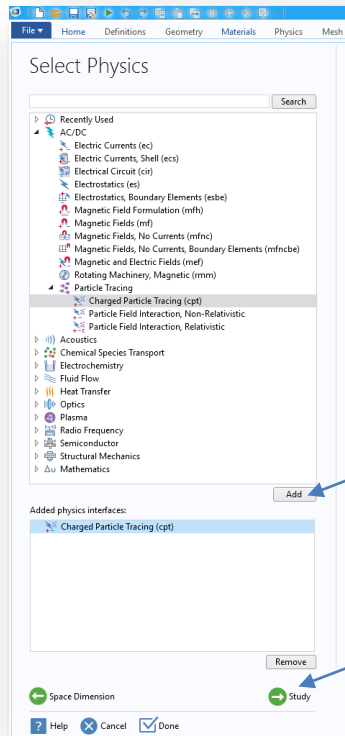 File Home Definitions Geometry Materials Physics Mesh
Select Physics
Search
Recently Used
AC/DC
Electric Currents (ec)
Electric Currents, Shell (ecs)
Electrical Circuit (cir)
Electrostatics (es)
Electrostatics, Boundary Elements (esbe)
Magnetic Field Formulation (mfh)
Magnetic Fields (mf)
Magnetic Fields, No Currents (mfnc)
Magnetic Fields, No Currents, Boundary Elements (mfncbe)
Magnetic and Electric Fields (mef)
Rotating Machinery, Magnetic (rmm)
Particle Tracing
Charged Particle Tracing (cpt)
Particle Field Interaction, Non-Relativistic
Particle Field Interaction, Relativistic
Acoustics
Chemical Species Transport
Electrochemistry
Fluid Flow
Heat Transfer
Optics
Plasma
Radio Frequency
Semiconductor
Structural Mechanics
Δu Mathematics
Add
Added physics interfaces:
Charged Particle Tracing (cpt)
Remove
Space Dimension Study
? Help Cancel Done